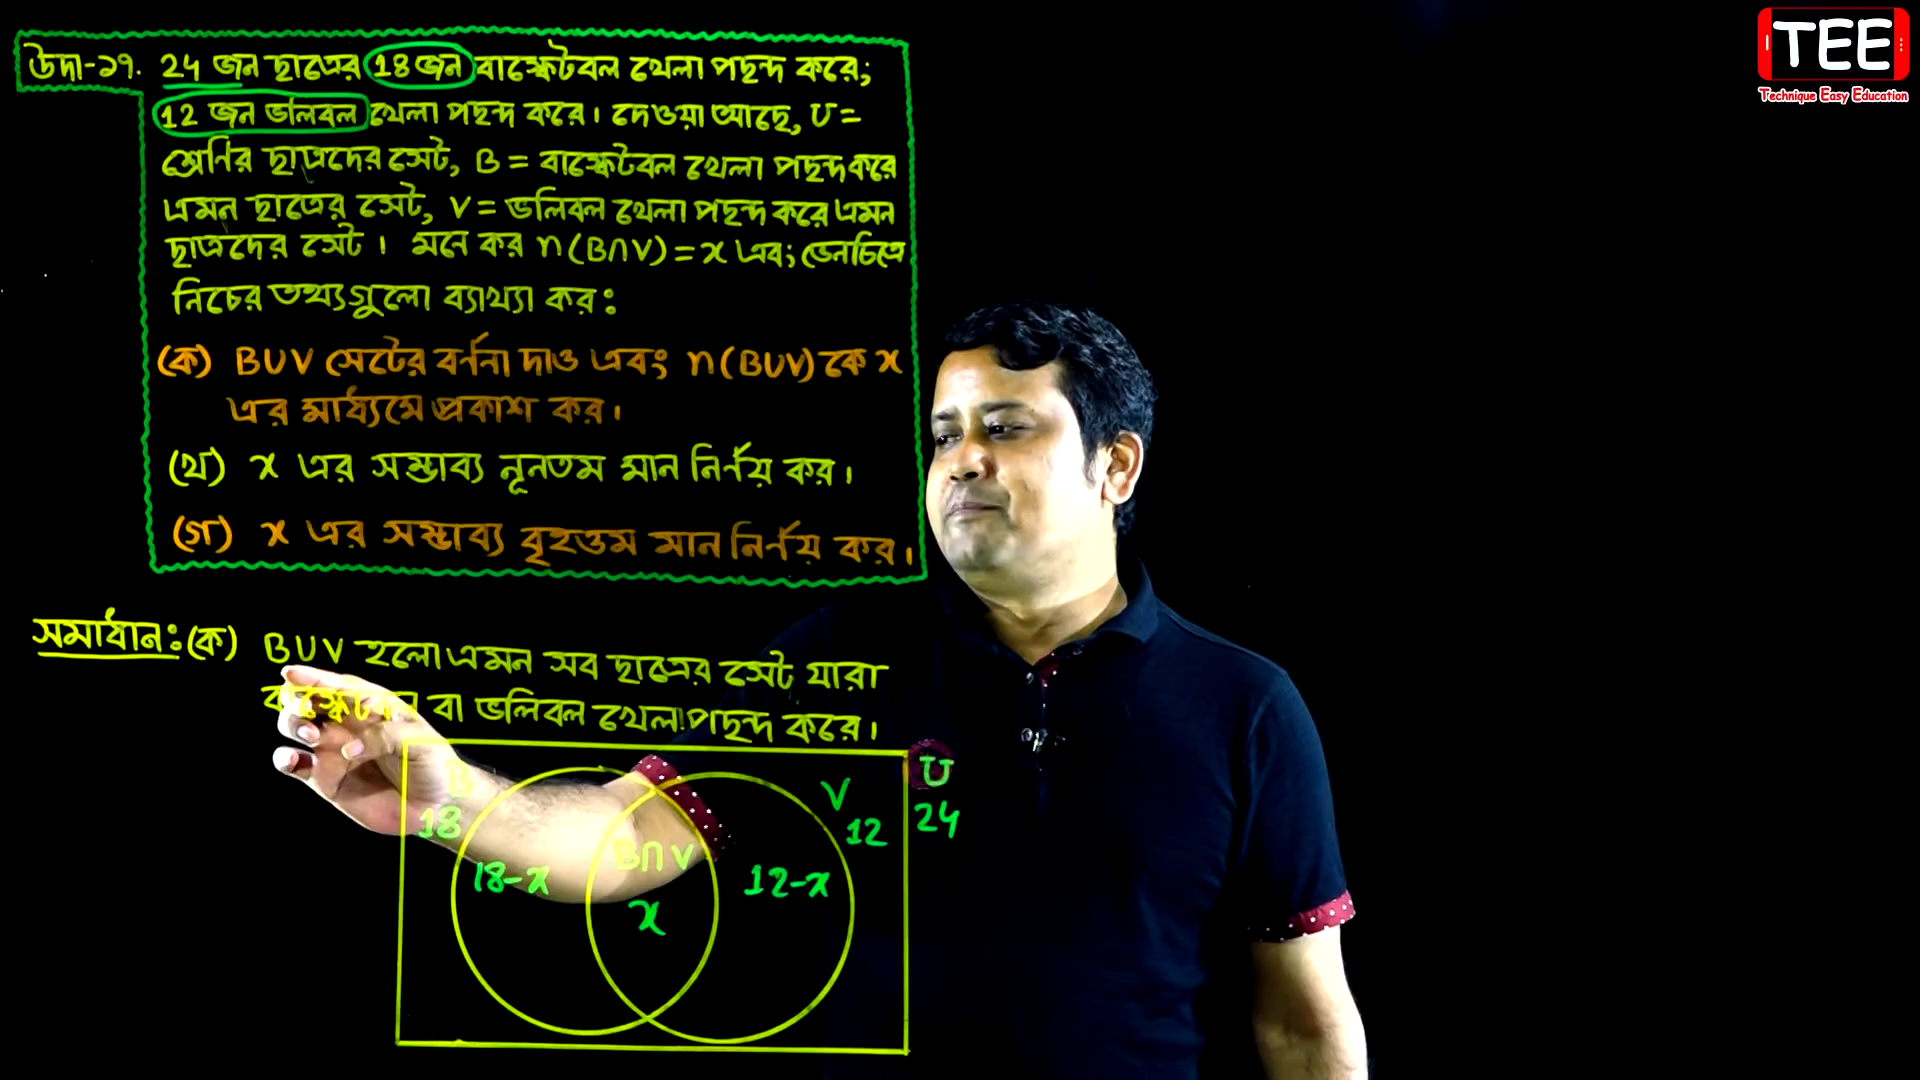 TEE
Technique Easy Education
উদা-১৭. 24 জন ছাত্রের 18 জন বাস্কেটবল খেলা পছন্দ করে;
12 জন ভলিবল খেলা পছন্দ করে। দেওয়া আছে, U =
শ্রেণির ছাত্রদের সেট, B = বাস্কেটবল খেলা পছন্দ করে
এমন ছাত্রের সেট, V = ভলিবল খেলা পছন্দ করে এমন
ছাত্রদের সেট। মনে কর n(B∩V) = x এবং ভেনচিত্রে
নিচের তথ্যগুলো ব্যাখ্যা কর:
(ক) B∪V সেটের বর্ননা দাও এবং n(B∪V) কে x
এর মাধ্যমে প্রকাশ কর।
(খ) x এর সম্ভাব্য নূনতম মান নির্ণয় কর।
(গ) x এর সম্ভাব্য বৃহত্তম মান নির্ণয় কর।
সমাধান: (ক) B∪V হলো এমন সব ছাত্রের সেট যারা
বাস্কেটবল বা ভলিবল খেলা পছন্দ করে।
B V U
18 12 24
18-x B∩V 12-x
x